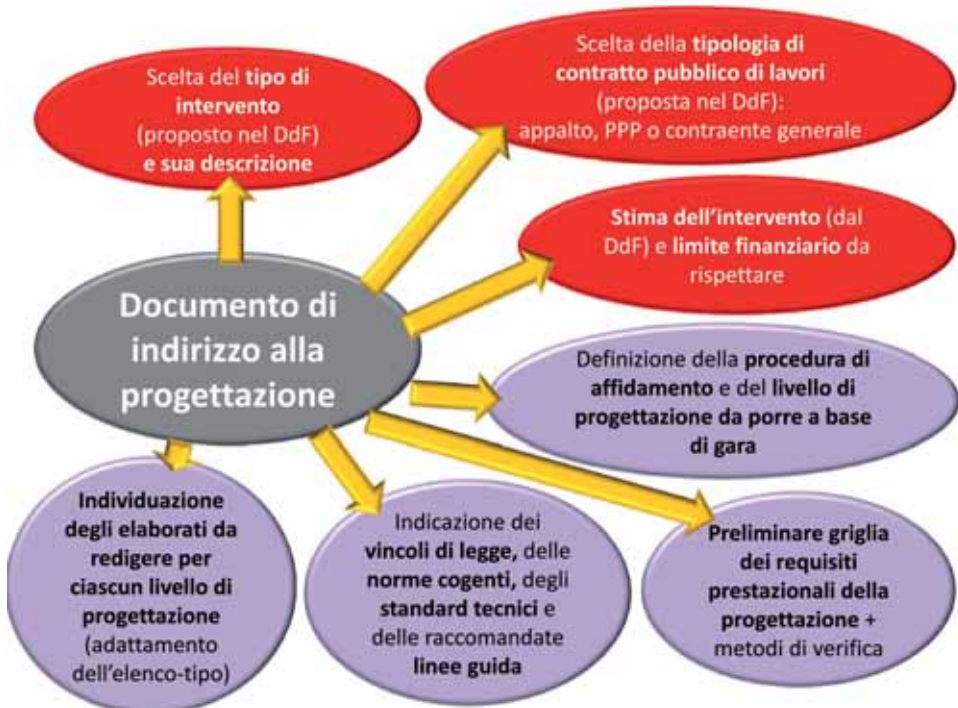 Scelta del tipo di
intervento
(proposto nel DdF)
e sua descrizione
Scelta della tipologia di
contratto pubblico di lavori
(proposta nel DdF):
appalto, PPP o contraente generale
Stima dell'intervento (dal
DdF) e limite finanziario da
rispettare
Documento di
indirizzo alla
progettazione
Definizione della procedura di
affidamento e del livello di
progettazione da porre a base
di gara
Individuazione
degli elaborati da
redigere per
ciascun livello di
progettazione
(adattamento
dell'elenco-tipo)
Indicazione dei
vincoli di legge, delle
norme cogenti, degli
standard tecnici e
delle raccomandate
linee guida
Preliminare griglia
dei requisiti
prestazionali della
progettazione +
metodi di verifica